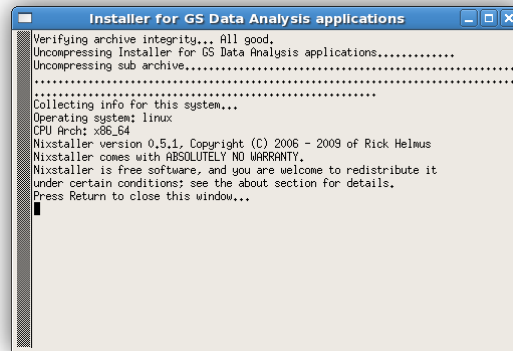 Installer for GS Data Analysis applications
Verifying archive integrity... All good.
Uncompressing Installer for GS Data Analysis applications.............
Uncompressing sub archive.......................................................
................................................................................
.........................................................
Collecting info for this system...
Operating system: linux
CPU Arch: x86_64
Nixstaller version 0.5.1, Copyright (C) 2006 - 2009 of Rick Helmus
Nixstaller comes with ABSOLUTELY NO WARRANTY.
Nixstaller is free software, and you are welcome to redistribute it
under certain conditions; see the about section for details.
Press Return to close this window...